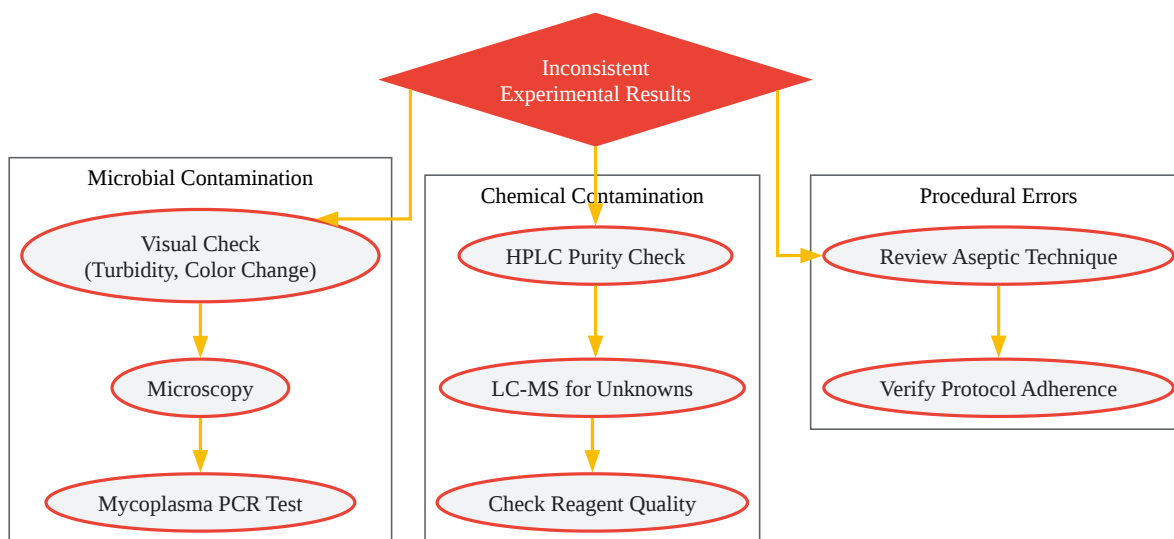 Inconsistent
Experimental Results
Microbial Contamination
Visual Check
(Turbidity, Color Change)
Microscopy
Mycoplasma PCR Test
Chemical Contamination
HPLC Purity Check
LC-MS for Unknowns
Check Reagent Quality
Procedural Errors
Review Aseptic Technique
Verify Protocol Adherence